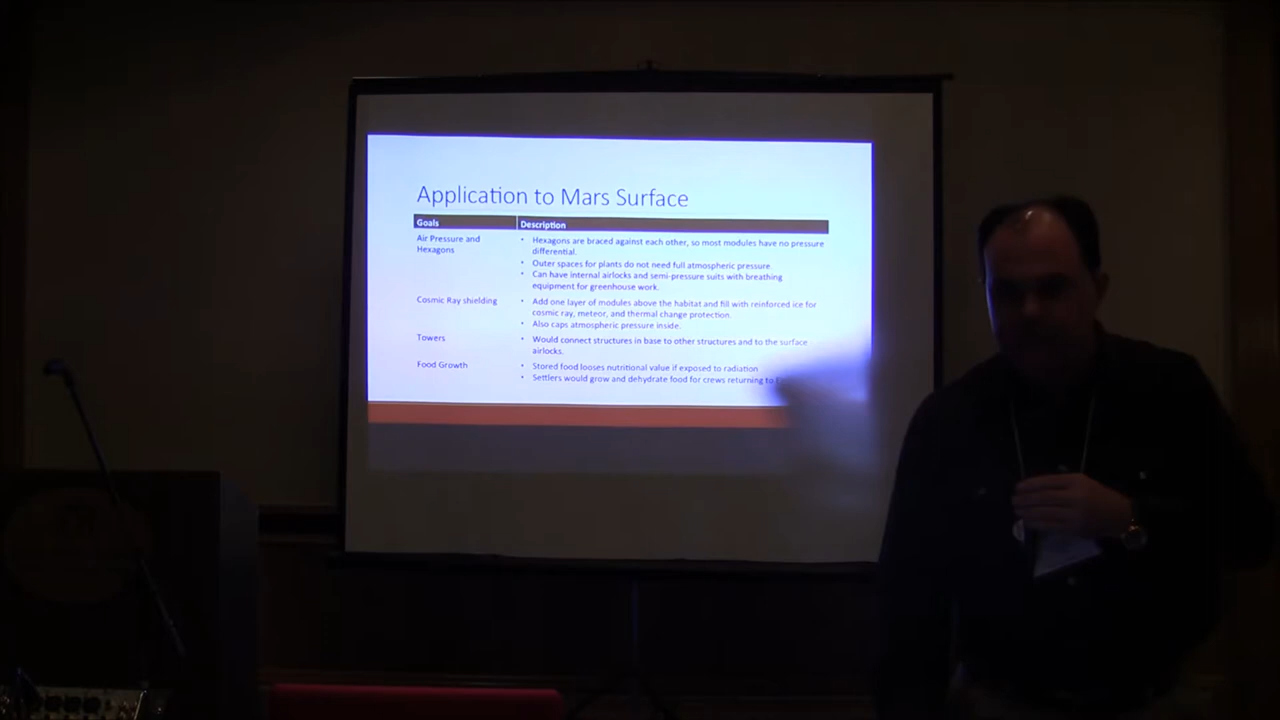 Application to Mars Surface
Goals
Description
Air Pressure and
Hexagons
• Hexagons are braced against each other, so most modules have no pressure
differential.
• Outer spaces for plants do not need full atmospheric pressure.
• Can have internal airlocks and semi-pressure suits with breathing
equipment for greenhouse work.
Cosmic Ray shielding
• Add one layer of modules above the habitat and fill with reinforced ice for
cosmic ray, meteor, and thermal change protection.
• Also caps atmospheric pressure inside.
Towers
• Would connect structures in base to other structures and to the surface
airlocks.
Food Growth
• Stored food looses nutritional value if exposed to radiation
• Settlers would grow and dehydrate food for crews returning to